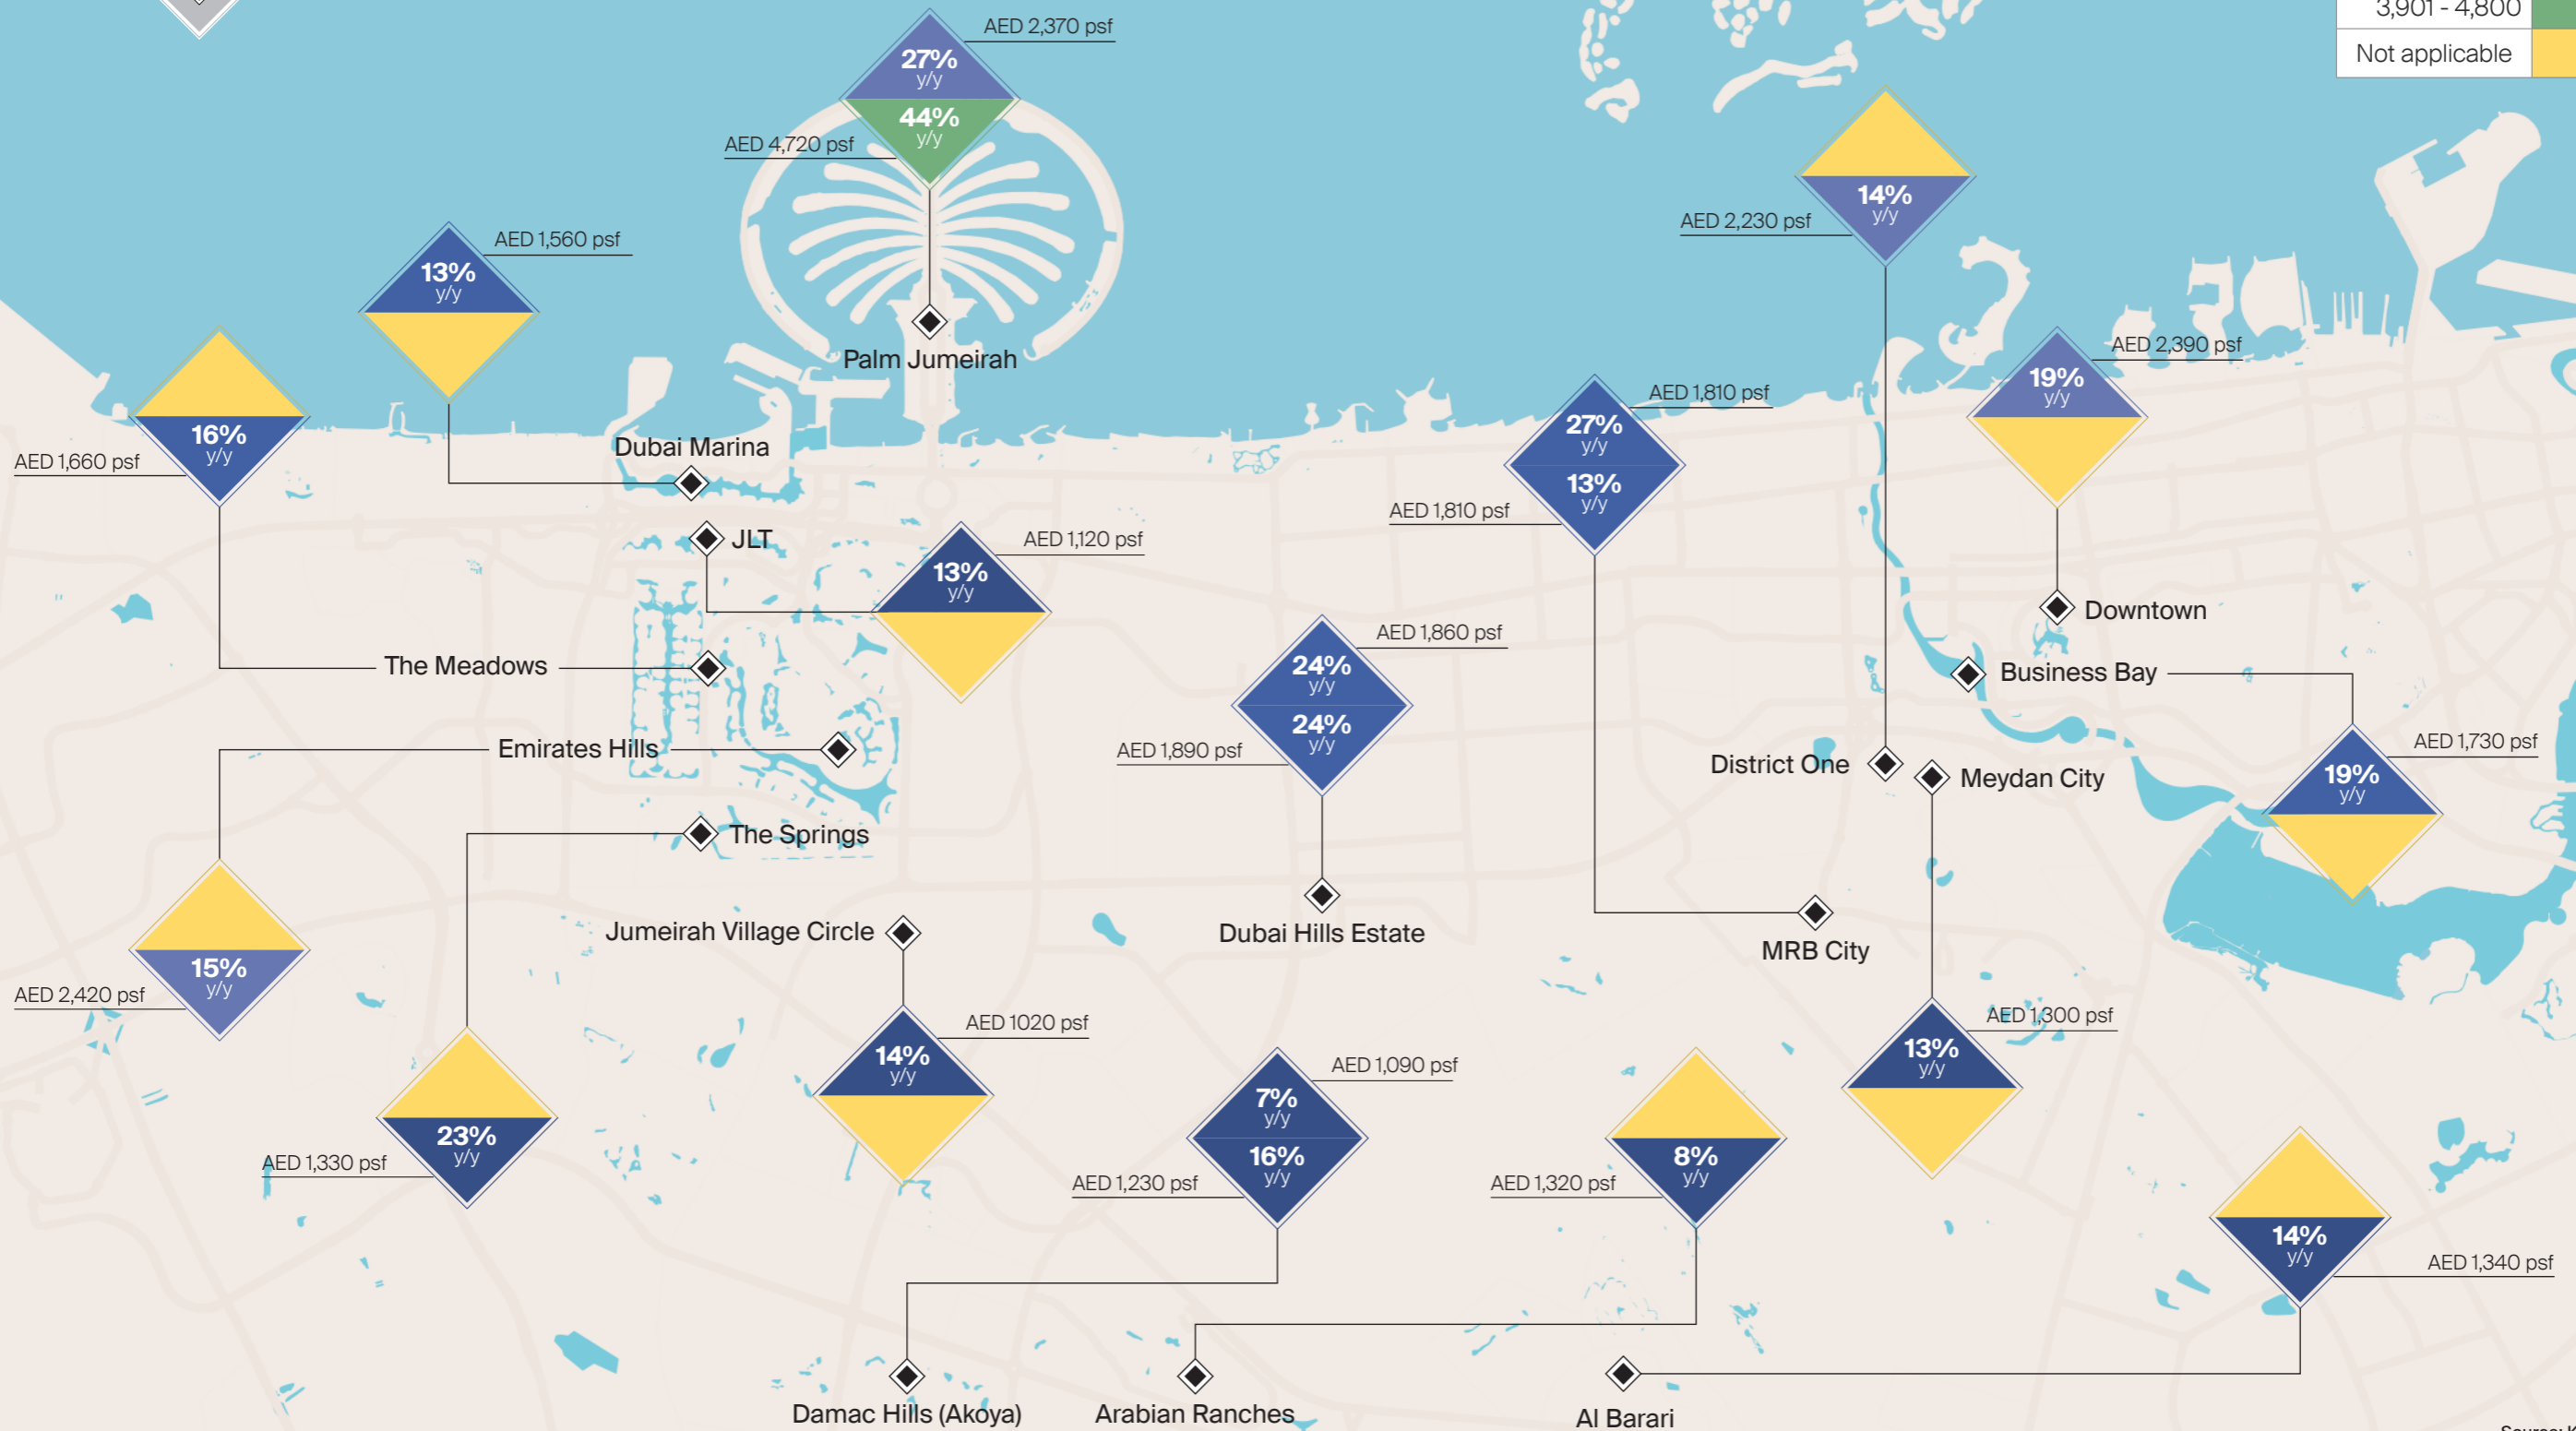 3,901 - 4,800
Not applicable
AED 2,370 psf
27%
y/y
44%
y/y
AED 4,720 psf
Palm Jumeirah
14%
y/y
AED 2,230 psf
AED 1,560 psf
13%
y/y
16%
y/y
AED 1,660 psf
Dubai Marina
JLT
AED 1,120 psf
13%
y/y
AED 1,810 psf
27%
y/y
13%
y/y
AED 1,810 psf
AED 2,390 psf
19%
y/y
Downtown
The Meadows
Business Bay
AED 1,860 psf
24%
y/y
24%
y/y
AED 1,890 psf
Emirates Hills
District One
Meydan City
AED 1,730 psf
19%
y/y
The Springs
Jumeirah Village Circle
Dubai Hills Estate
MRB City
15%
y/y
AED 2,420 psf
AED 1020 psf
14%
y/y
AED 1,300 psf
13%
y/y
23%
y/y
AED 1,330 psf
AED 1,090 psf
7%
y/y
16%
y/y
AED 1,230 psf
8%
y/y
AED 1,320 psf
14%
y/y
AED 1,340 psf
Damac Hills (Akoya)
Arabian Ranches
Al Barari